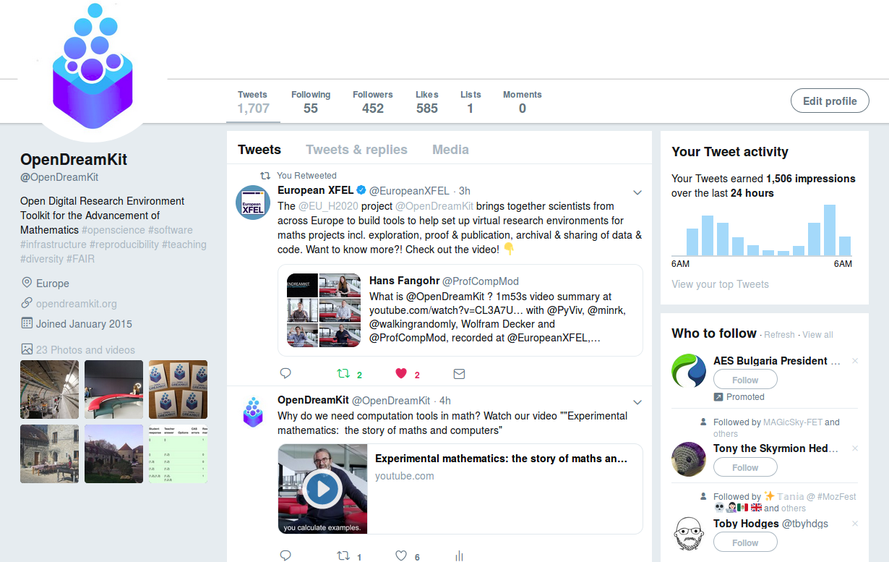 Tweets Following Followers Likes Lists Moments
1,707 55 452 585 1 0
Edit profile
OpenDreamKit
@OpenDreamKit
Open Digital Research Environment
Toolkit for the Advancement of
Mathematics #openscience #software
#infrastructure #reproducibility #teaching
#diversity #FAIR
Europe
opendreamkit.org
Joined January 2015
23 Photos and videos
Tweets Tweets & replies Media
You Retweeted
European XFEL @EuropeanXFEL · 3h
The @EU_H2020 project @OpenDreamKit brings together scientists from
across Europe to build tools to help set up virtual research environments for
maths projects incl. exploration, proof & publication, archival & sharing of data &
code. Want to know more?! Check out the video! 👇
European
XFEL
Hans Fangohr @ProfCompMod
What is @OpenDreamKit ? 1m53s video summary at
youtube.com/watch?v=CL3A7U… with @PyViv, @minrk,
@walkingrandomly, Wolfram Decker and
@ProfCompMod, recorded at @EuropeanXFEL,…
2 2
OpenDreamKit @OpenDreamKit · 4h
Why do we need computation tools in math? Watch our video ""Experimental
mathematics: the story of maths and computers"
Experimental mathematics: the story of maths an…
youtube.com
you calculate examples.
1 6
Your Tweet activity
Your Tweets earned 1,506 impressions
over the last 24 hours
6AM 6AM
View your top Tweets
Who to follow · Refresh · View all
AES Bulgaria President …
Follow
Promoted
Followed by MAGicSky-FET and
others
Tony the Skyrmion Hed…
Follow
Followed by ✨ Tania @ #MozFest
and others
Toby Hodges @tbyhdgs
Follow